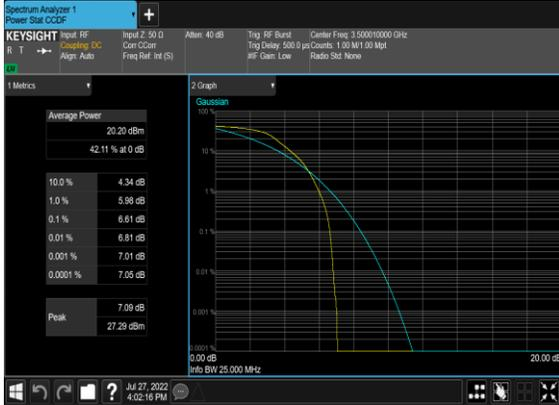 Spectrum Analyzer 1
Power Stat CCDF
+
KEYSIGHT
R T
Input: RF
Coupling: DC
Align: Auto
Input Z: 50 Ω
Corr CCorr
Freq Ref: Int (S)
Atten: 40 dB
Trig: RF Burst
Trig Delay: 500.0 µs
#IF Gain: Low
Center Freq: 3.500010000 GHz
Counts: 1.00 M/1.00 Mpt
Radio Std: None
1 Metrics
Average Power
20.20 dBm
42.11 % at 0 dB
10.0 % 4.34 dB
1.0 % 5.98 dB
0.1 % 6.61 dB
0.01 % 6.81 dB
0.001 % 7.01 dB
0.0001 % 7.05 dB
Peak
7.09 dB
27.29 dBm
2 Graph
Gaussian
100 %
10 %
1 %
0.1 %
0.01 %
0.001 %
0.0001 %
0.00 dB
20.00 dB
Info BW 25.000 MHz
?
Jul 27, 2022
4:02:16 PM